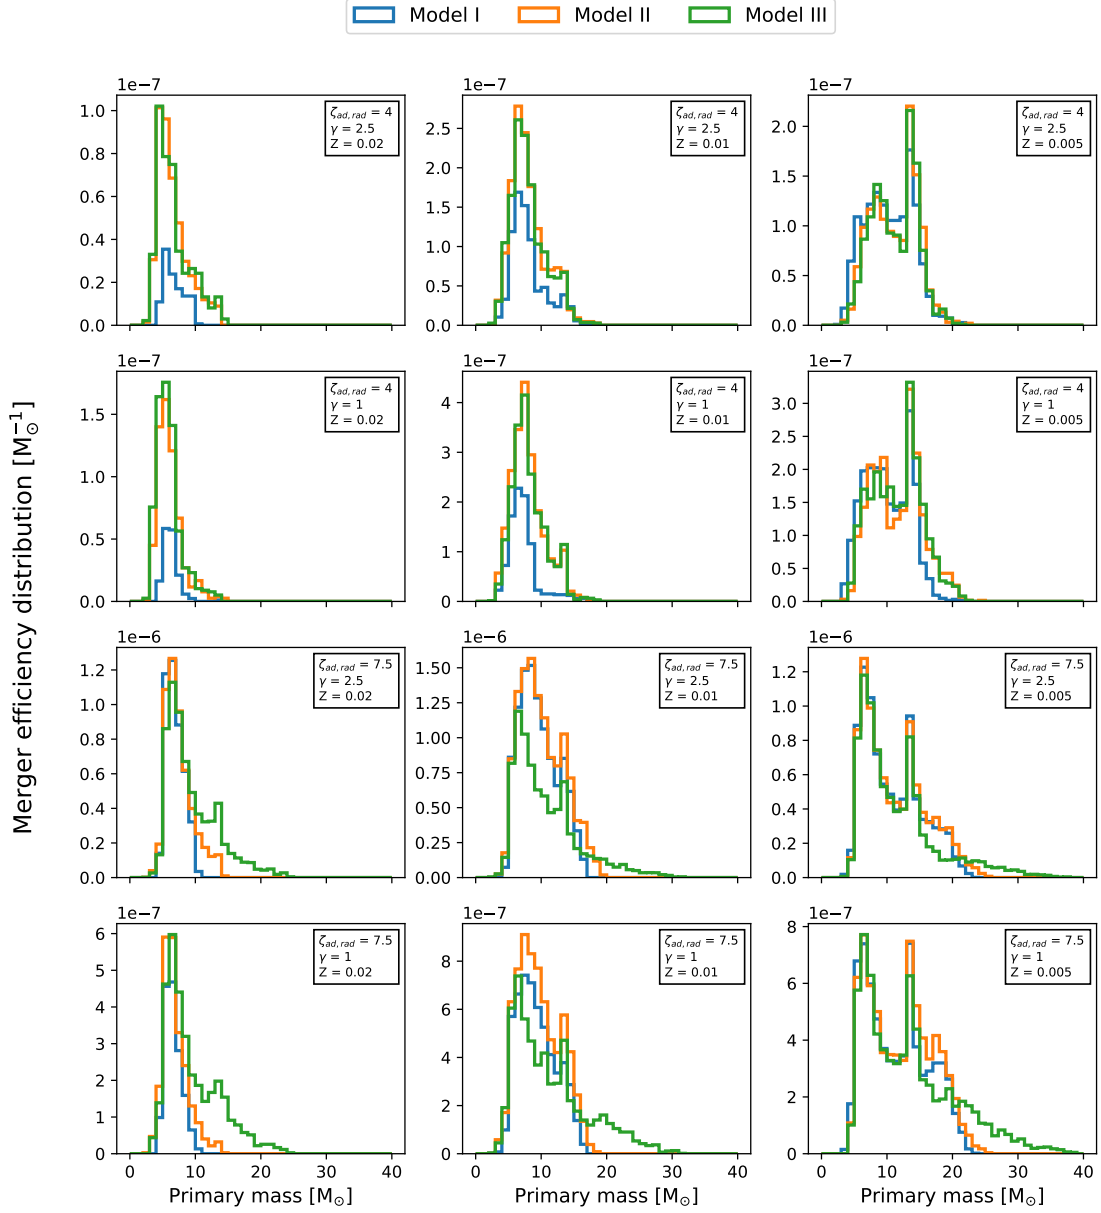 Model I Model II Model III
1e−7
ζad,rad = 4
γ = 2.5
Z = 0.02
1.0
0.8
0.6
0.4
0.2
0.0
1e−7
ζad,rad = 4
γ = 2.5
Z = 0.01
2.5
2.0
1.5
1.0
0.5
0.0
1e−7
ζad,rad = 4
γ = 2.5
Z = 0.005
2.0
1.5
1.0
0.5
0.0
1e−7
ζad,rad = 4
γ = 1
Z = 0.02
1.5
1.0
0.5
0.0
1e−7
ζad,rad = 4
γ = 1
Z = 0.01
4
3
2
1
0
1e−7
ζad,rad = 4
γ = 1
Z = 0.005
3.0
2.5
2.0
1.5
1.0
0.5
0.0
Merger efficiency distribution [M⊙⁻¹]
1e−6
ζad,rad = 7.5
γ = 2.5
Z = 0.02
1.2
1.0
0.8
0.6
0.4
0.2
0.0
1e−6
ζad,rad = 7.5
γ = 2.5
Z = 0.01
1.50
1.25
1.00
0.75
0.50
0.25
0.00
1e−6
ζad,rad = 7.5
γ = 2.5
Z = 0.005
1.2
1.0
0.8
0.6
0.4
0.2
0.0
1e−7
ζad,rad = 7.5
γ = 1
Z = 0.02
6
5
4
3
2
1
0
0 10 20 30 40
Primary mass [M⊙]
1e−7
ζad,rad = 7.5
γ = 1
Z = 0.01
8
6
4
2
0
0 10 20 30 40
Primary mass [M⊙]
1e−7
ζad,rad = 7.5
γ = 1
Z = 0.005
8
7
6
5
4
3
2
1
0
0 10 20 30 40
Primary mass [M⊙]